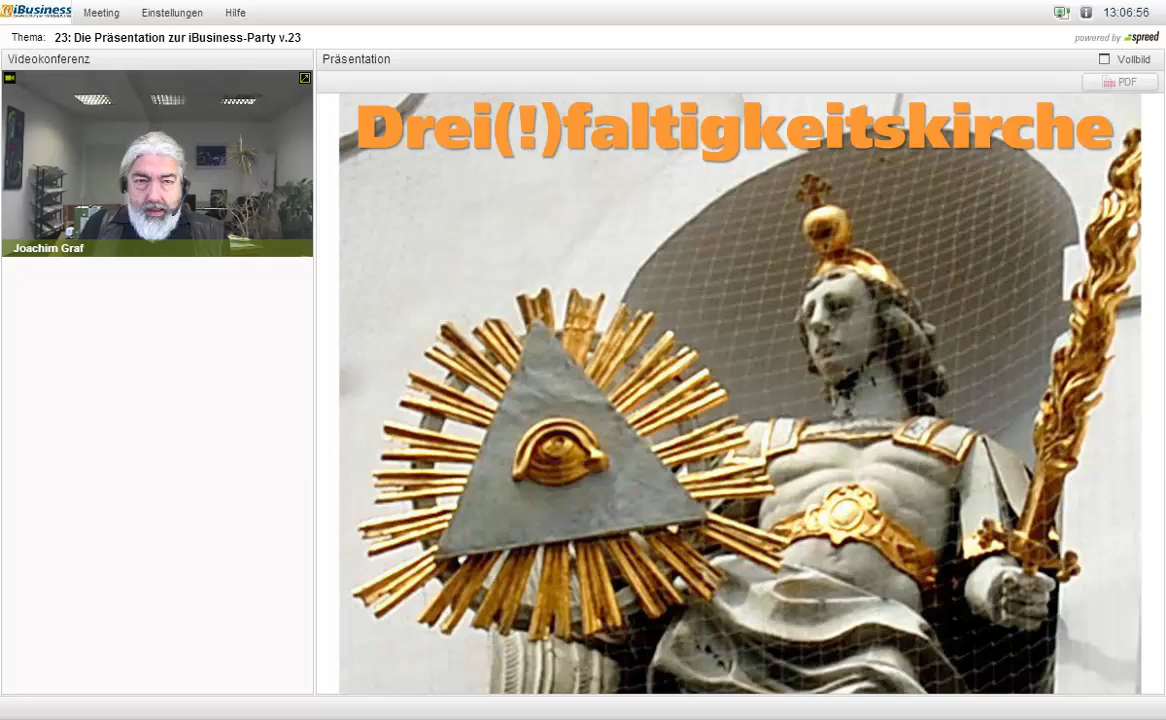 iBusiness
Meeting Einstellungen Hilfe
13:06:56
Thema: 23: Die Präsentation zur iBusiness-Party v.23
powered by spreed
Videokonferenz
Präsentation
Vollbild
PDF
Joachim Graf
Drei(!)faltigkeitskirche